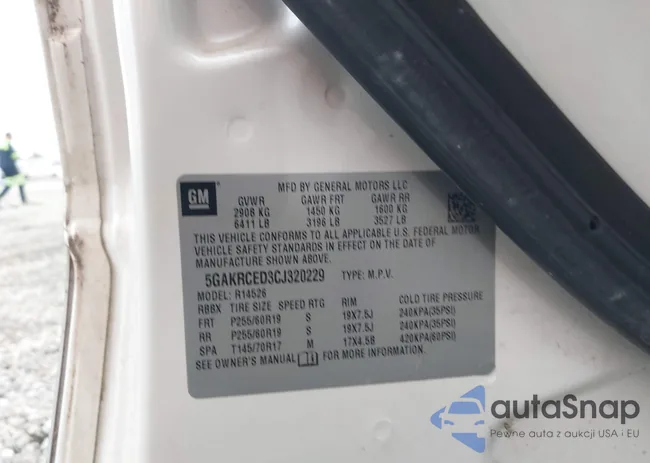 GM
MFD BY GENERAL MOTORS LLC
GVWR GAWR FRT GAWR RR
2908 KG 1450 KG 1600 KG
6411 LB 3196 LB 3527 LB
THIS VEHICLE CONFORMS TO ALL APPLICABLE U.S. FEDERAL MOTOR
VEHICLE SAFETY STANDARDS IN EFFECT ON THE DATE OF
MANUFACTURE SHOWN ABOVE.
5GAKRCED3CJ320229 TYPE: M.P.V.
MODEL: R14526
RBBX TIRE SIZE SPEED RTG RIM COLD TIRE PRESSURE
FRT P255/60R19 S 19X7.5J 240KPA(35PSI)
RR P255/60R19 S 19X7.5J 240KPA(35PSI)
SPA T145/70R17 M 17X4.5B 420KPA(60PSI)
SEE OWNER'S MANUAL FOR MORE INFORMATION.
autaSnap
Pewne auta z aukcji USA i EU